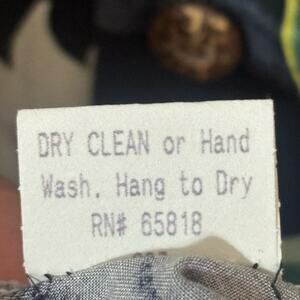 DRY CLEAN or Hand
Wash. Hang to Dry
RN# 65818